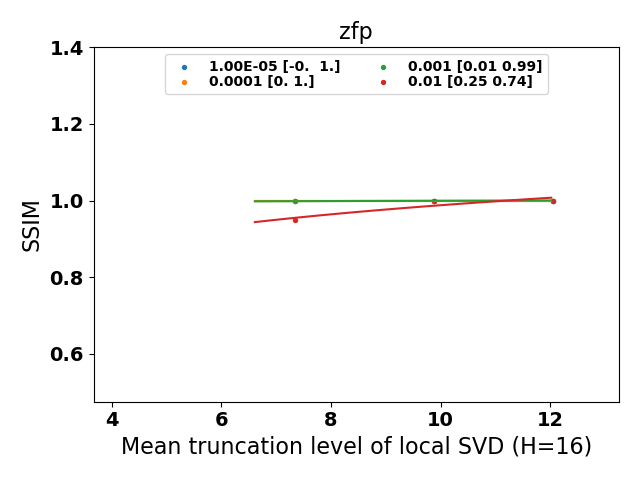 zfp
1.00E-05 [-0.  1.]
0.0001 [0. 1.]
0.001 [0.01 0.99]
0.01 [0.25 0.74]
1.4
1.2
1.0
0.8
0.6
SSIM
4 6 8 10 12
Mean truncation level of local SVD (H=16)